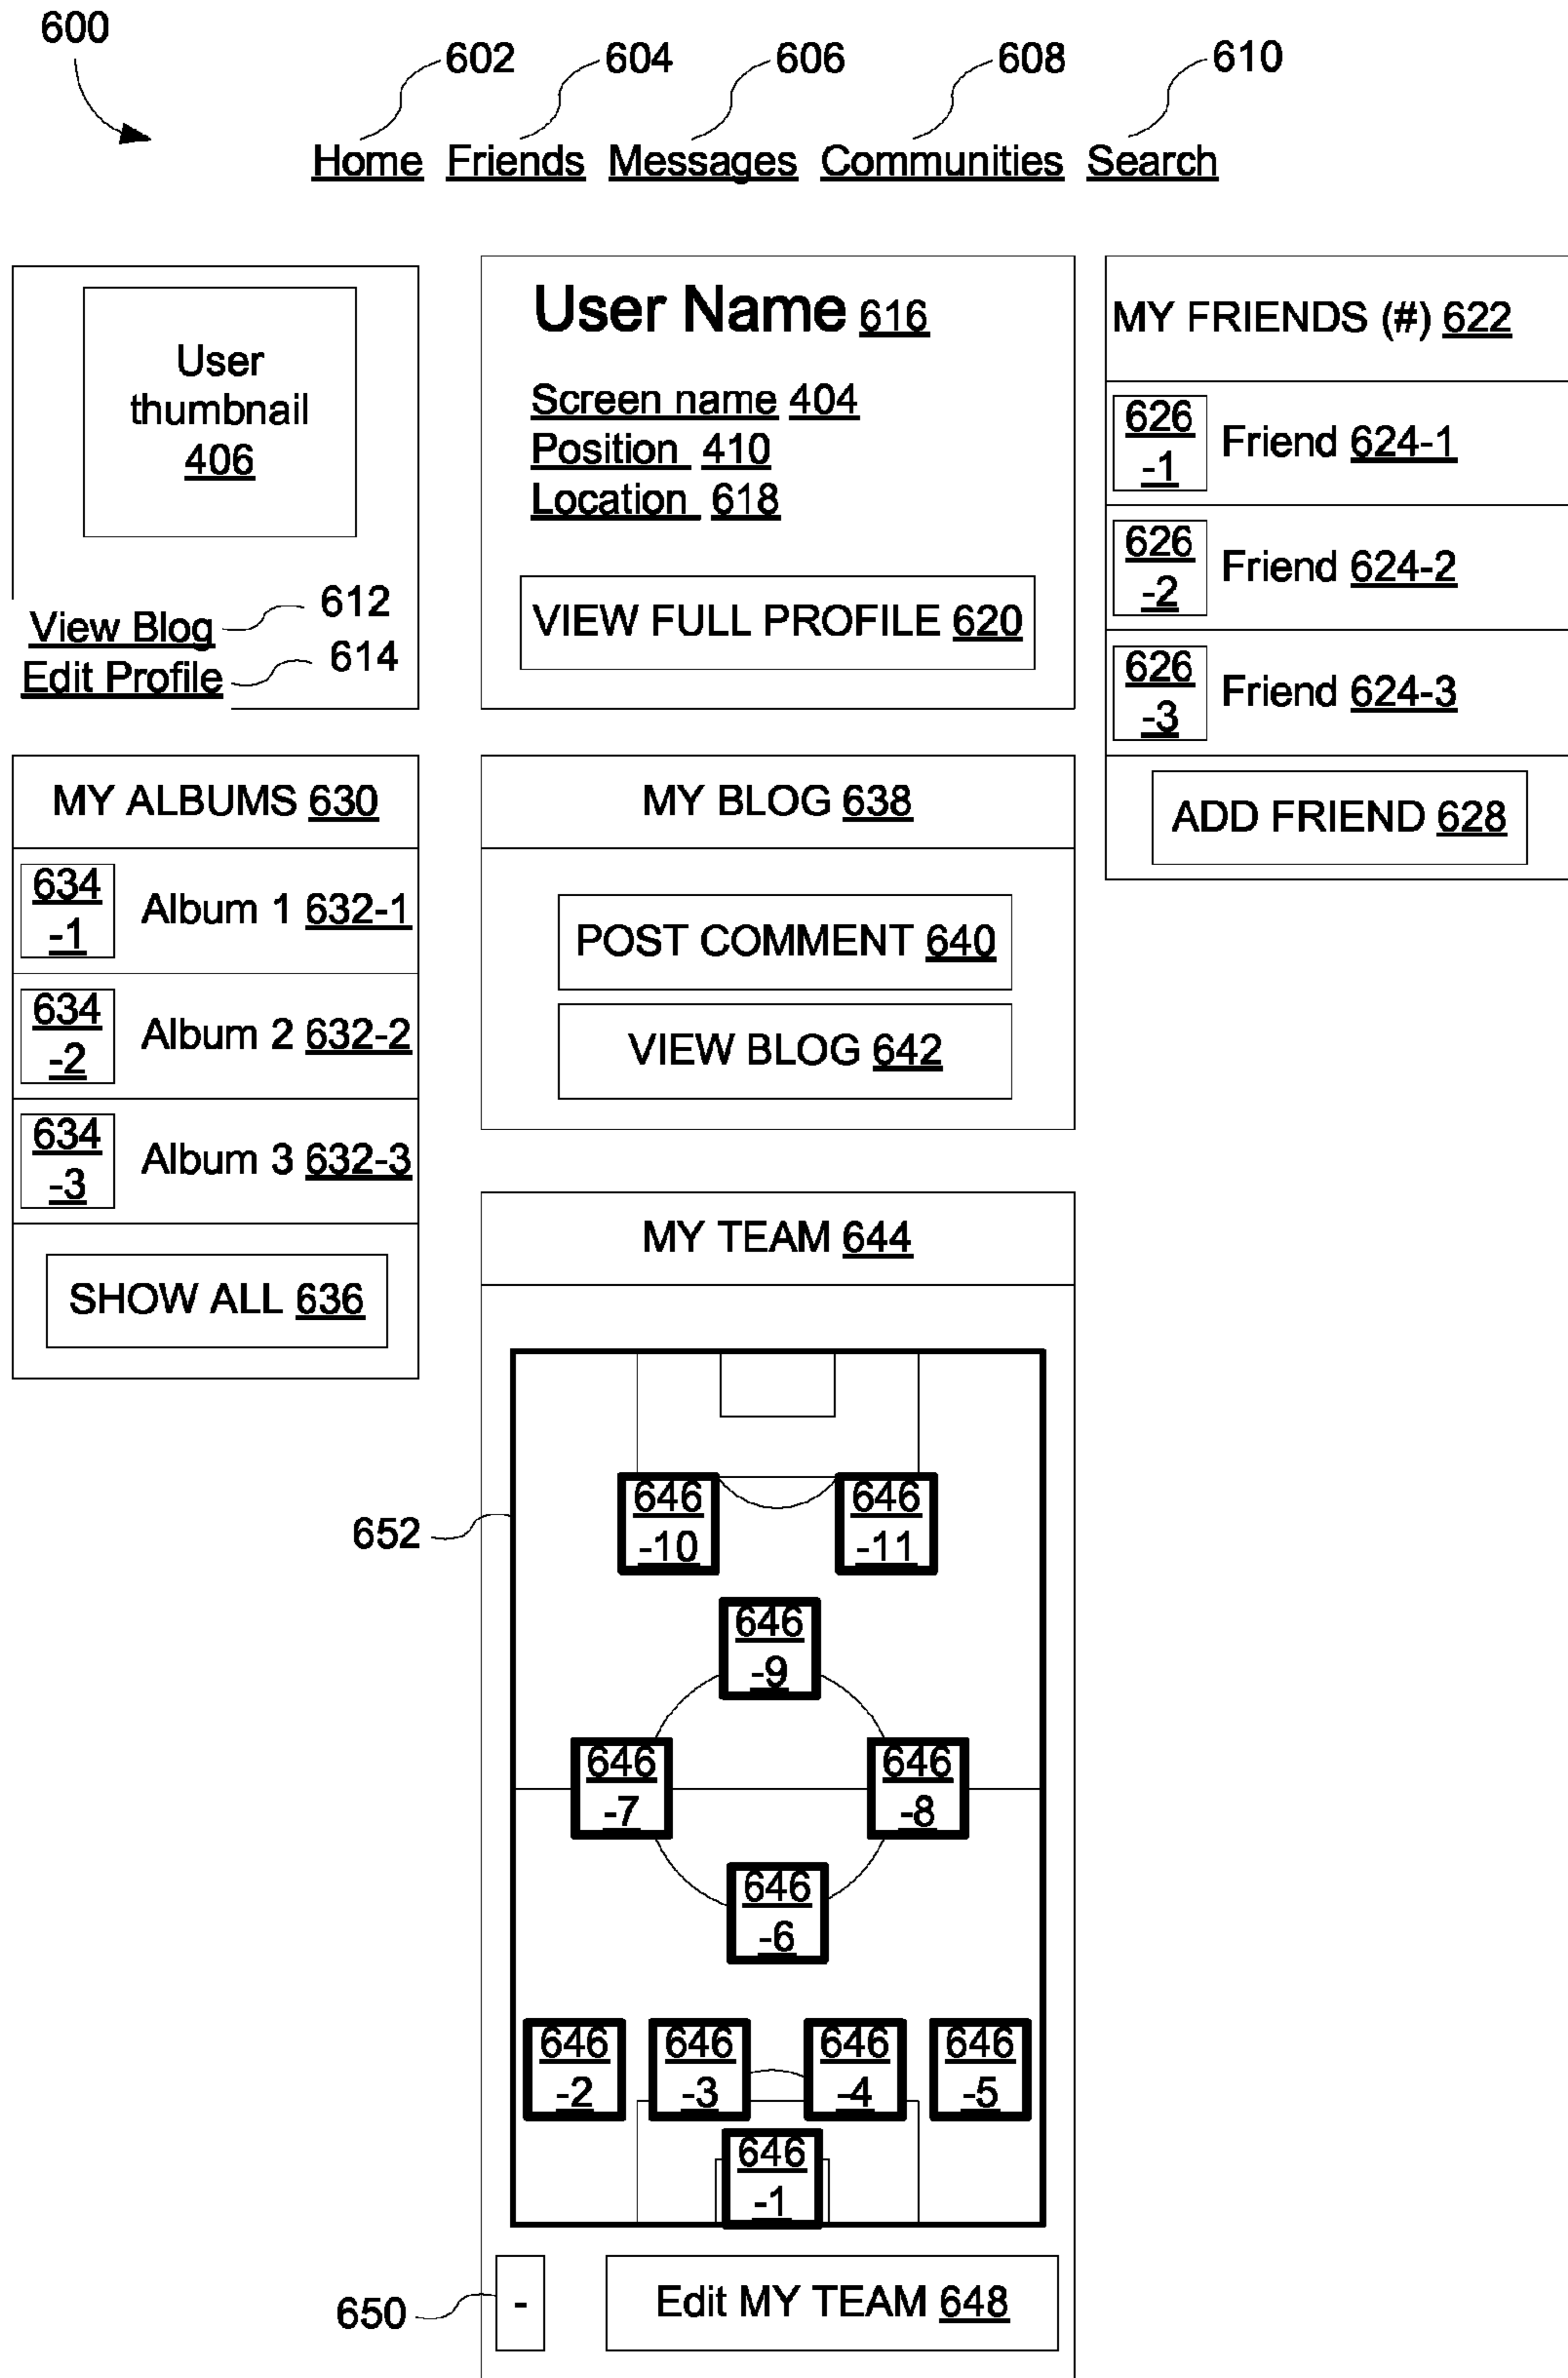 600
602
604
606
608
610
Home Friends Messages Communities Search
User
thumbnail
406
View Blog
612
Edit Profile
614
User Name 616
Screen name 404
Position 410
Location 618
VIEW FULL PROFILE 620
MY FRIENDS (#) 622
626
-1
Friend 624-1
626
-2
Friend 624-2
626
-3
Friend 624-3
ADD FRIEND 628
MY ALBUMS 630
634
-1
Album 1 632-1
634
-2
Album 2 632-2
634
-3
Album 3 632-3
SHOW ALL 636
MY BLOG 638
POST COMMENT 640
VIEW BLOG 642
MY TEAM 644
652
646
-10
646
-11
646
-9
646
-7
646
-8
646
-6
646
-2
646
-3
646
-4
646
-5
646
-1
650
-
Edit MY TEAM 648